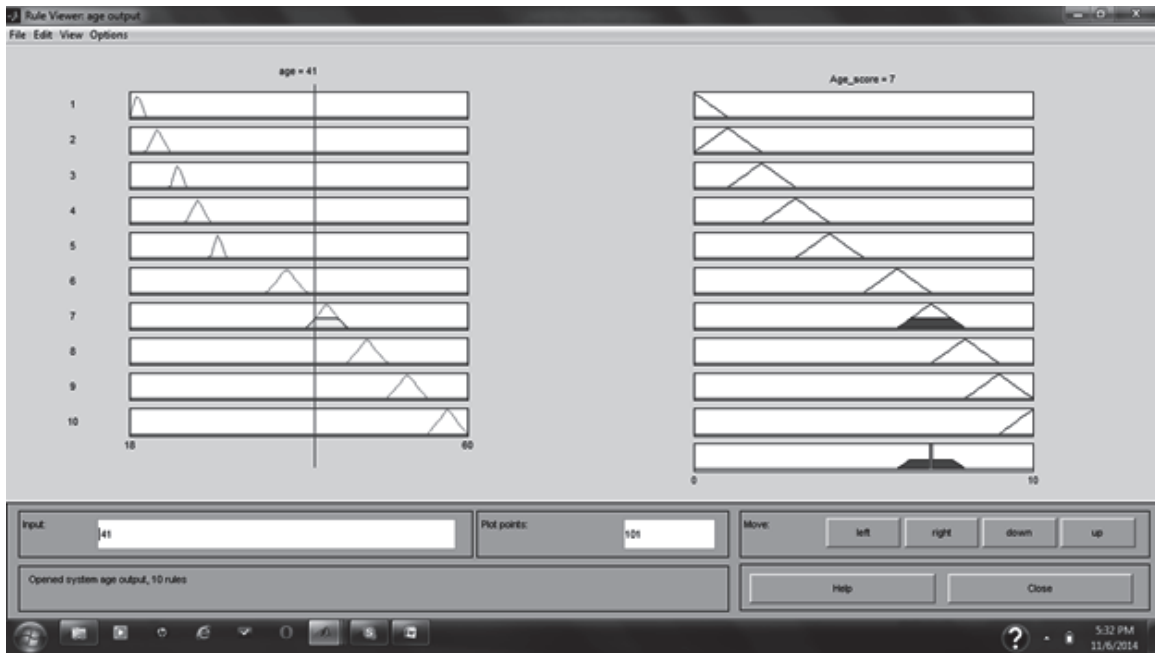 Rule Viewer: age output
File Edit View Options
age = 41
Age_score = 7
1
2
3
4
5
6
7
8
9
10
18
60
0
10
Input:
41
Plot points:
101
Move:
left
right
down
up
Opened system age output, 10 rules
Help
Close
5:32 PM
11/6/2014